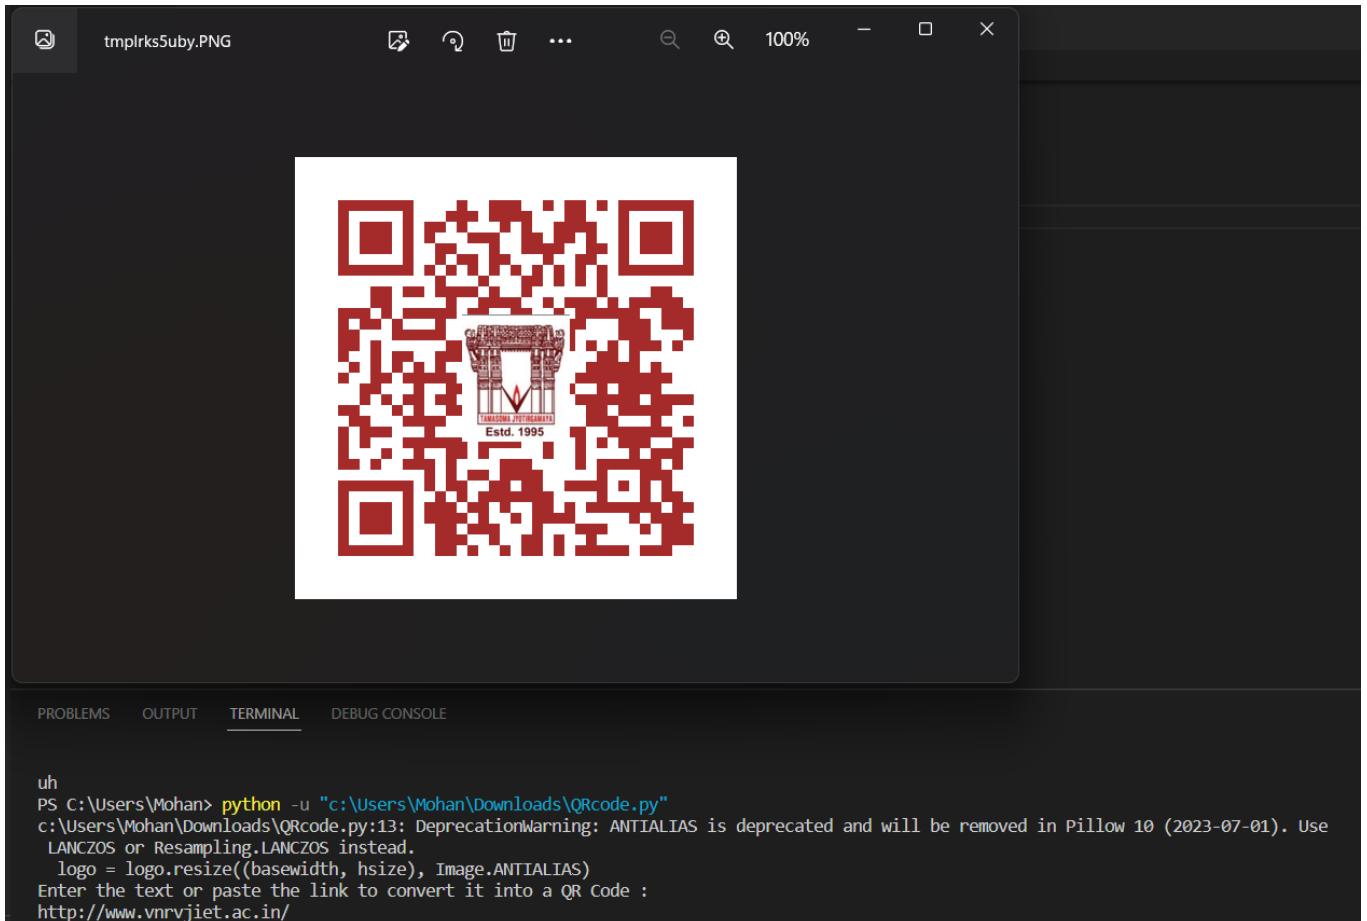 tmplrks5uby.PNG
100%
TAMASOMA JYOTIRGAMAYA
Estd. 1995
PROBLEMS OUTPUT TERMINAL DEBUG CONSOLE
uh
PS C:\Users\Mohan> python -u "c:\Users\Mohan\Downloads\QRcode.py"
c:\Users\Mohan\Downloads\QRcode.py:13: DeprecationWarning: ANTIALIAS is deprecated and will be removed in Pillow 10 (2023-07-01). Use
LANCZOS or Resampling.LANCZOS instead.
logo = logo.resize((basewidth, hsize), Image.ANTIALIAS)
Enter the text or paste the link to convert it into a QR Code :
http://www.vnrvjiet.ac.in/